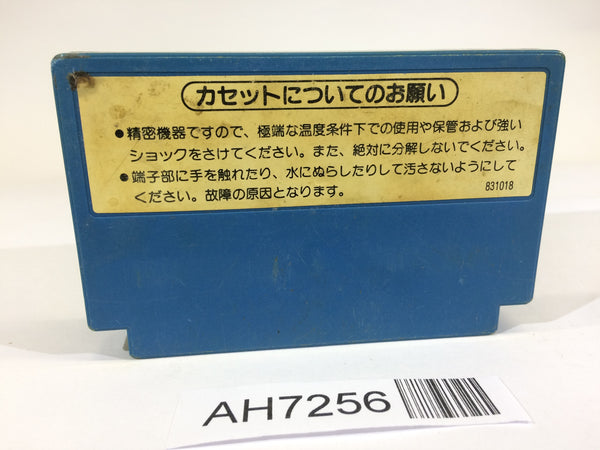 カセットについてのお願い
●精密機器ですので、極端な温度条件下での使用や保管および強い
ショックをさけてください。また、絶対に分解しないでください。
●端子部に手を触れたり、水にぬらしたりして汚さないようにして
ください。故障の原因となります。
831018
AH7256